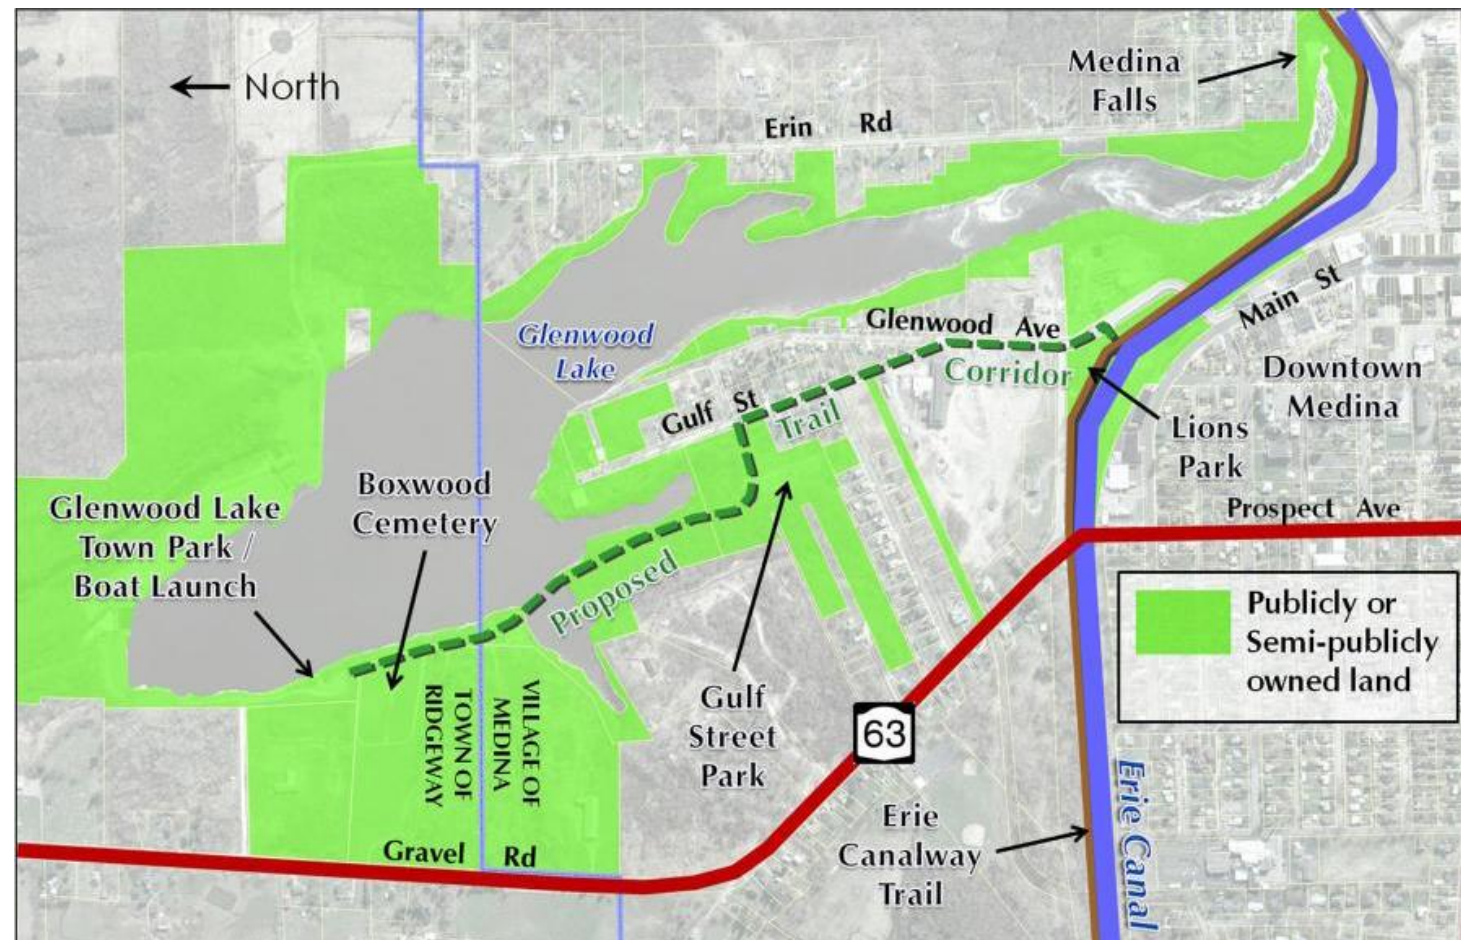 North
Medina
Falls
Erin Rd
Glenwood Ave
Main St
Glenwood
Lake
Corridor
Downtown
Medina
Gulf St
Trail
Lions
Park
Boxwood
Cemetery
Glenwood Lake
Town Park /
Boat Launch
Prospect Ave
Proposed
Publicly or
Semi-publicly
owned land
TOWN OF
RIDGEWAY
VILLAGE OF
MEDINA
Gulf
Street
Park
63
Erie
Canalway
Trail
Erie Canal
Gravel Rd